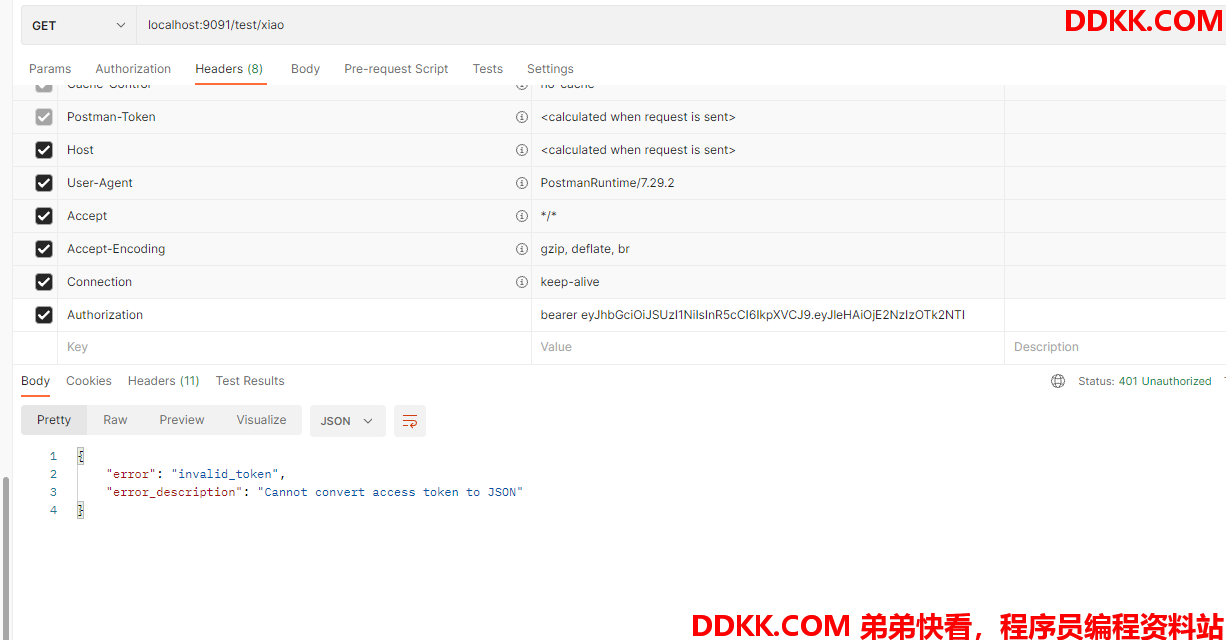 GET localhost:9091/test/xiao
DDKK.COM
Params Authorization Headers (8) Body Pre-request Script Tests Settings
Cache-Control no-cache
Postman-Token <calculated when request is sent>
Host <calculated when request is sent>
User-Agent PostmanRuntime/7.29.2
Accept */*
Accept-Encoding gzip, deflate, br
Connection keep-alive
Authorization bearer eyJhbGciOiJSUzI1NiIsInR5cCI6IkpXVCJ9.eyJleHAiOjE2NzIzOTk2NTI
Key Value Description
Body Cookies Headers (11) Test Results Status: 401 Unauthorized
Pretty Raw Preview Visualize JSON
1 {
2 "error": "invalid_token",
3 "error_description": "Cannot convert access token to JSON"
4 }
DDKK.COM 弟弟快看，程序员编程资料站